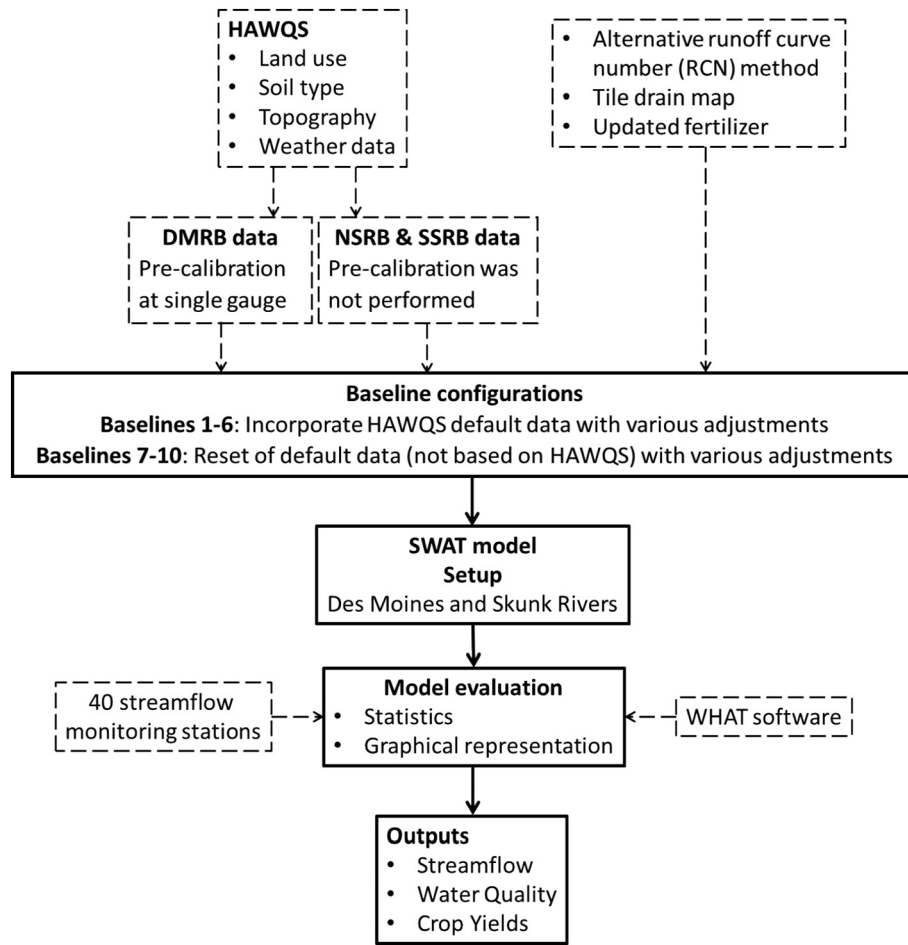 HAWQS
• Land use
• Soil type
• Topography
• Weather data
• Alternative runoff curve
number (RCN) method
• Tile drain map
• Updated fertilizer
DMRB data
Pre-calibration
at single gauge
NSRB & SSRB data
Pre-calibration was
not performed
Baseline configurations
Baselines 1-6: Incorporate HAWQS default data with various adjustments
Baselines 7-10: Reset of default data (not based on HAWQS) with various adjustments
SWAT model
Setup
Des Moines and Skunk Rivers
40 streamflow
monitoring stations
Model evaluation
• Statistics
• Graphical representation
WHAT software
Outputs
• Streamflow
• Water Quality
• Crop Yields